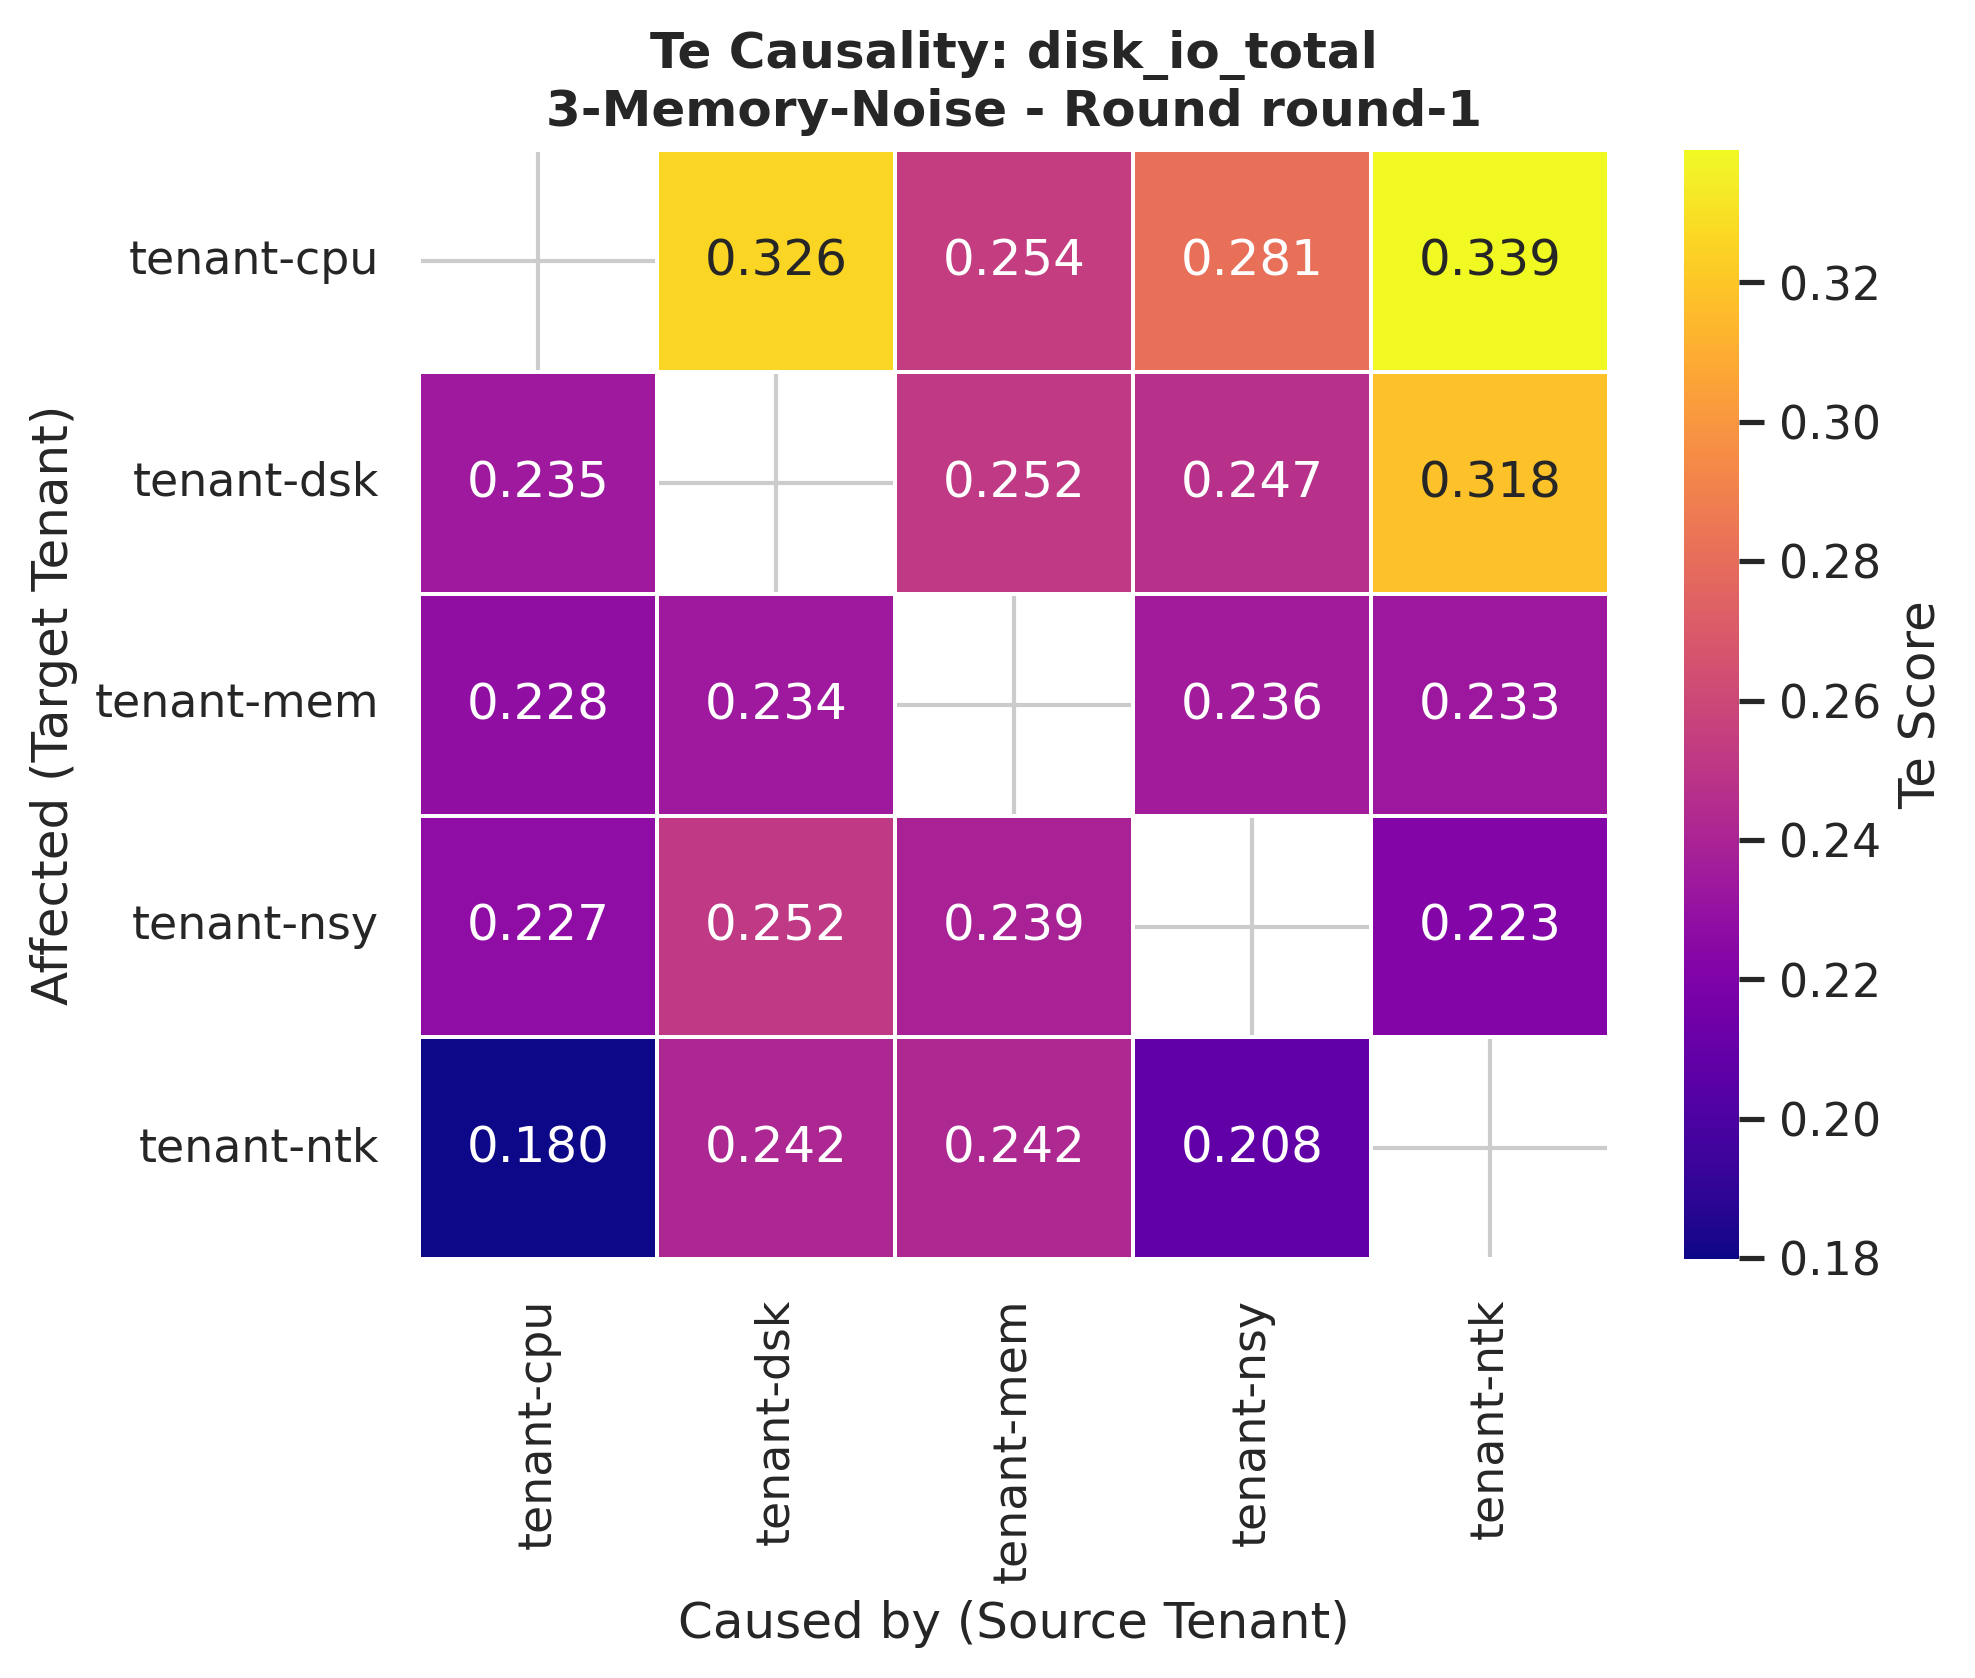 Te Causality: disk_io_total
3-Memory-Noise - Round round-1
Affected (Target Tenant)
tenant-cpu 0.326 0.254 0.281 0.339
tenant-dsk 0.235 0.252 0.247 0.318
tenant-mem 0.228 0.234 0.236 0.233
tenant-nsy 0.227 0.252 0.239 0.223
tenant-ntk 0.180 0.242 0.242 0.208
tenant-cpu
tenant-dsk
tenant-mem
tenant-nsy
tenant-ntk
Caused by (Source Tenant)
0.32
0.30
0.28
0.26
0.24
0.22
0.20
0.18
Te Score